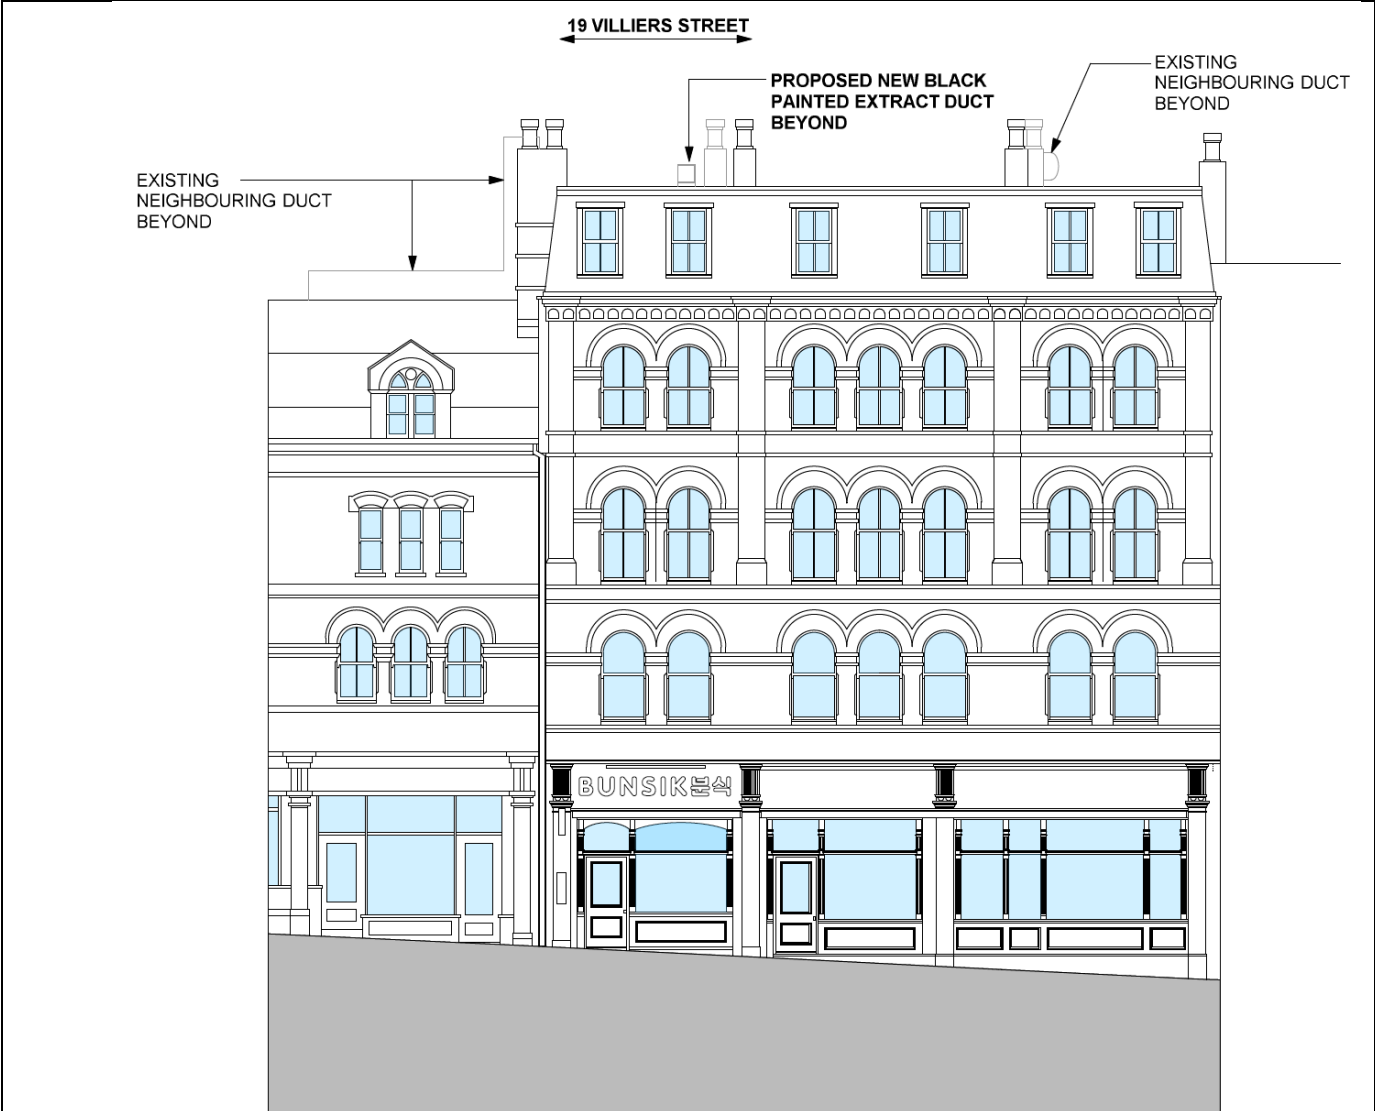 19 VILLIERS STREET
PROPOSED NEW BLACK
PAINTED EXTRACT DUCT
BEYOND
EXISTING
NEIGHBOURING DUCT
BEYOND
EXISTING
NEIGHBOURING DUCT
BEYOND
BUNSIK분식